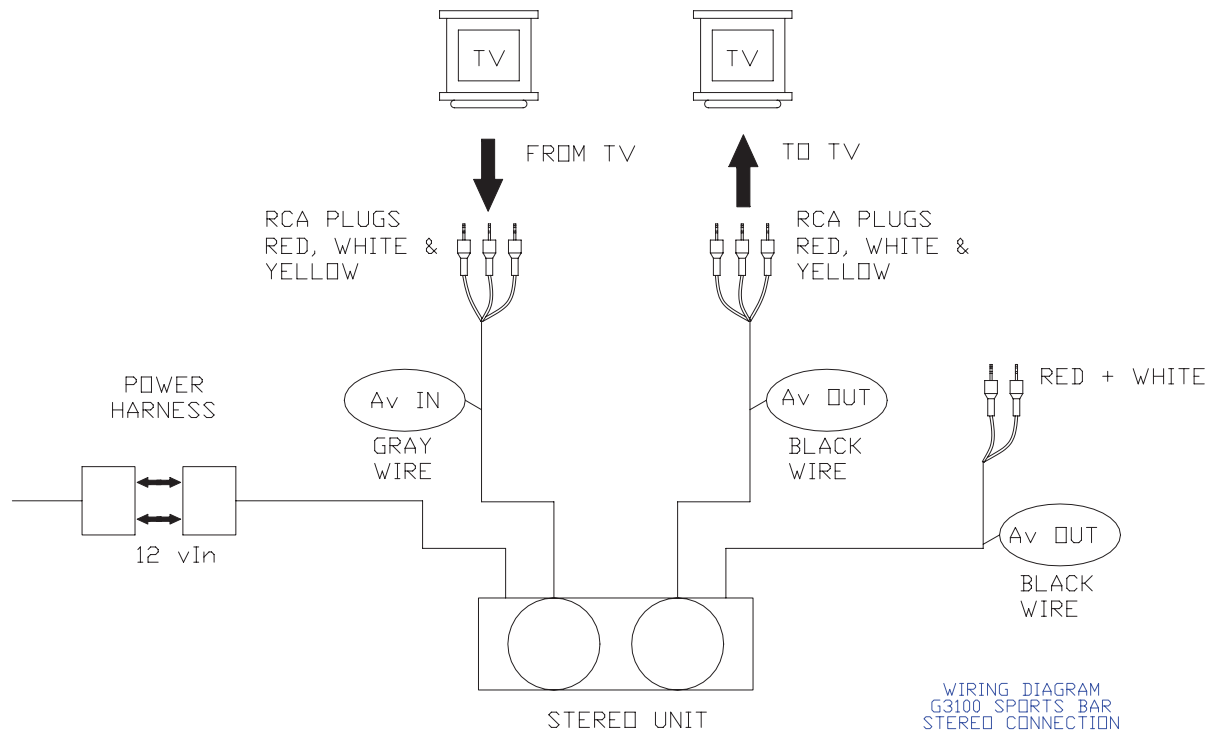 TV
TV
FROM TV
TO TV
RCA PLUGS
RED, WHITE &
YELLOW
RCA PLUGS
RED, WHITE &
YELLOW
RED + WHITE
POWER
HARNESS
Av IN
GRAY
WIRE
Av OUT
BLACK
WIRE
12 vIn
Av OUT
BLACK
WIRE
STEREO UNIT
WIRING DIAGRAM
G3100 SPORTS BAR
STEREO CONNECTION